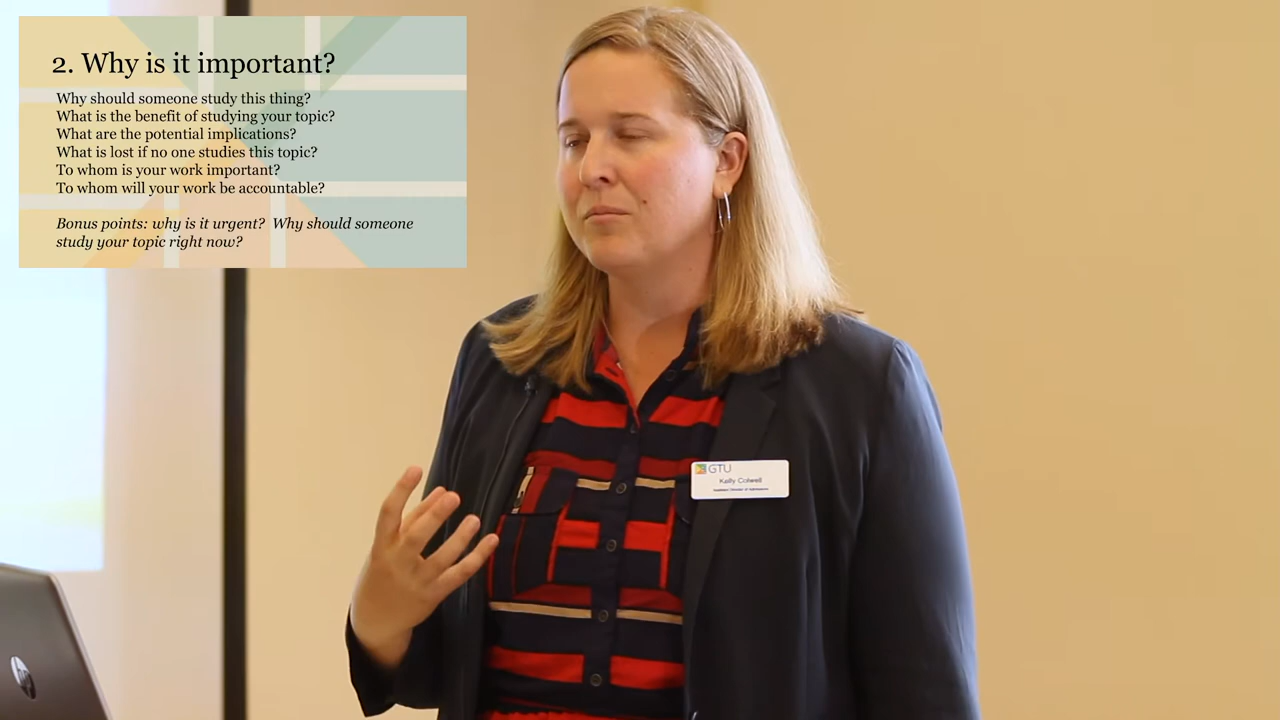 2. Why is it important?
Why should someone study this thing?
What is the benefit of studying your topic?
What are the potential implications?
What is lost if no one studies this topic?
To whom is your work important?
To whom will your work be accountable?
Bonus points: why is it urgent?  Why should someone
study your topic right now?
GTU
Kelly Colwell
hp